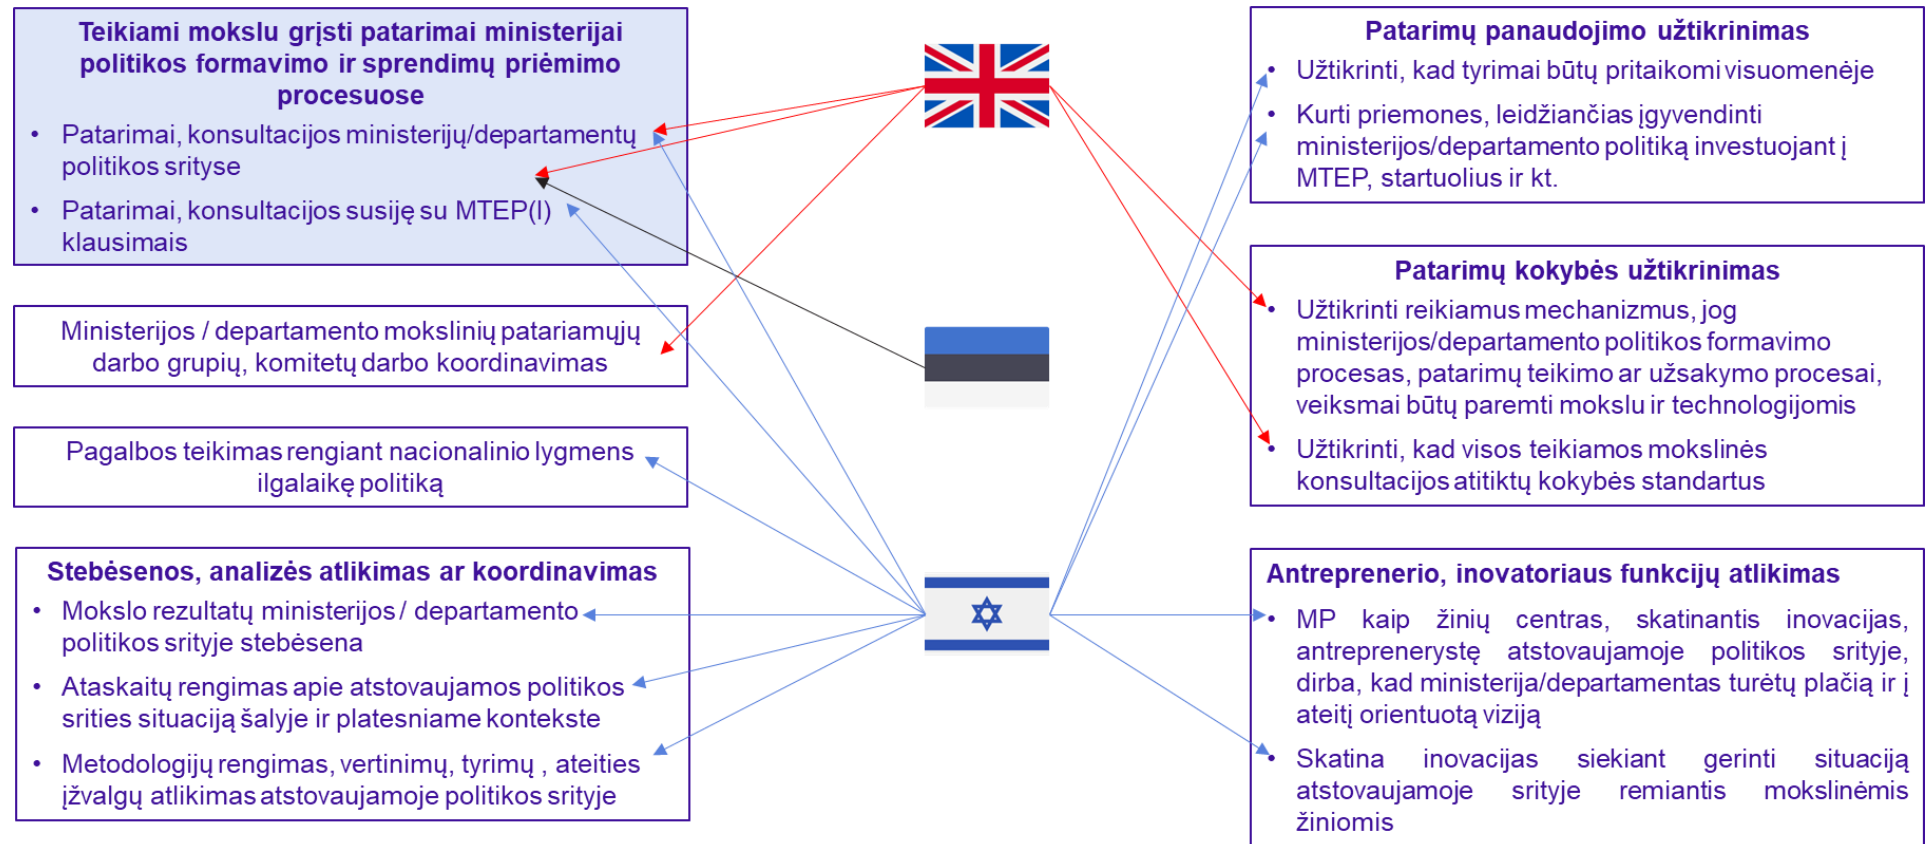 Teikiami mokslu grįsti patarimai ministerijai
politikos formavimo ir sprendimų priėmimo
procesuose
• Patarimai, konsultacijos ministerijų/departamentų
politikos srityse
• Patarimai, konsultacijos susiję su MTEP(I)
klausimais
Ministerijos / departamento mokslinių patariamųjų
darbo grupių, komitetų darbo koordinavimas
Pagalbos teikimas rengiant nacionalinio lygmens
ilgalaikę politiką
Stebėsenos, analizės atlikimas ar koordinavimas
• Mokslo rezultatų ministerijos / departamento
politikos srityje stebėsena
• Ataskaitų rengimas apie atstovaujamos politikos
srities situaciją šalyje ir platesniame kontekste
• Metodologijų rengimas, vertinimų, tyrimų , ateities
įžvalgų atlikimas atstovaujamoje politikos srityje
Patarimų panaudojimo užtikrinimas
• Užtikrinti, kad tyrimai būtų pritaikomi visuomenėje
• Kurti priemones, leidžiančias įgyvendinti
ministerijos/departamento politiką investuojant į
MTEP, startuolius ir kt.
Patarimų kokybės užtikrinimas
• Užtikrinti reikiamus mechanizmus, jog
ministerijos/departamento politikos formavimo
procesas, patarimų teikimo ar užsakymo procesai,
veiksmai būtų paremti mokslu ir technologijomis
• Užtikrinti, kad visos teikiamos mokslinės
konsultacijos atitiktų kokybės standartus
Antreprenerio, inovatoriaus funkcijų atlikimas
• MP kaip žinių centras, skatinantis inovacijas,
antreprenerystę atstovaujamoje politikos srityje,
dirba, kad ministerija/departamentas turėtų plačią ir į
ateitį orientuotą viziją
• Skatina inovacijas siekiant gerinti situaciją
atstovaujamoje srityje remiantis mokslinėmis
žiniomis